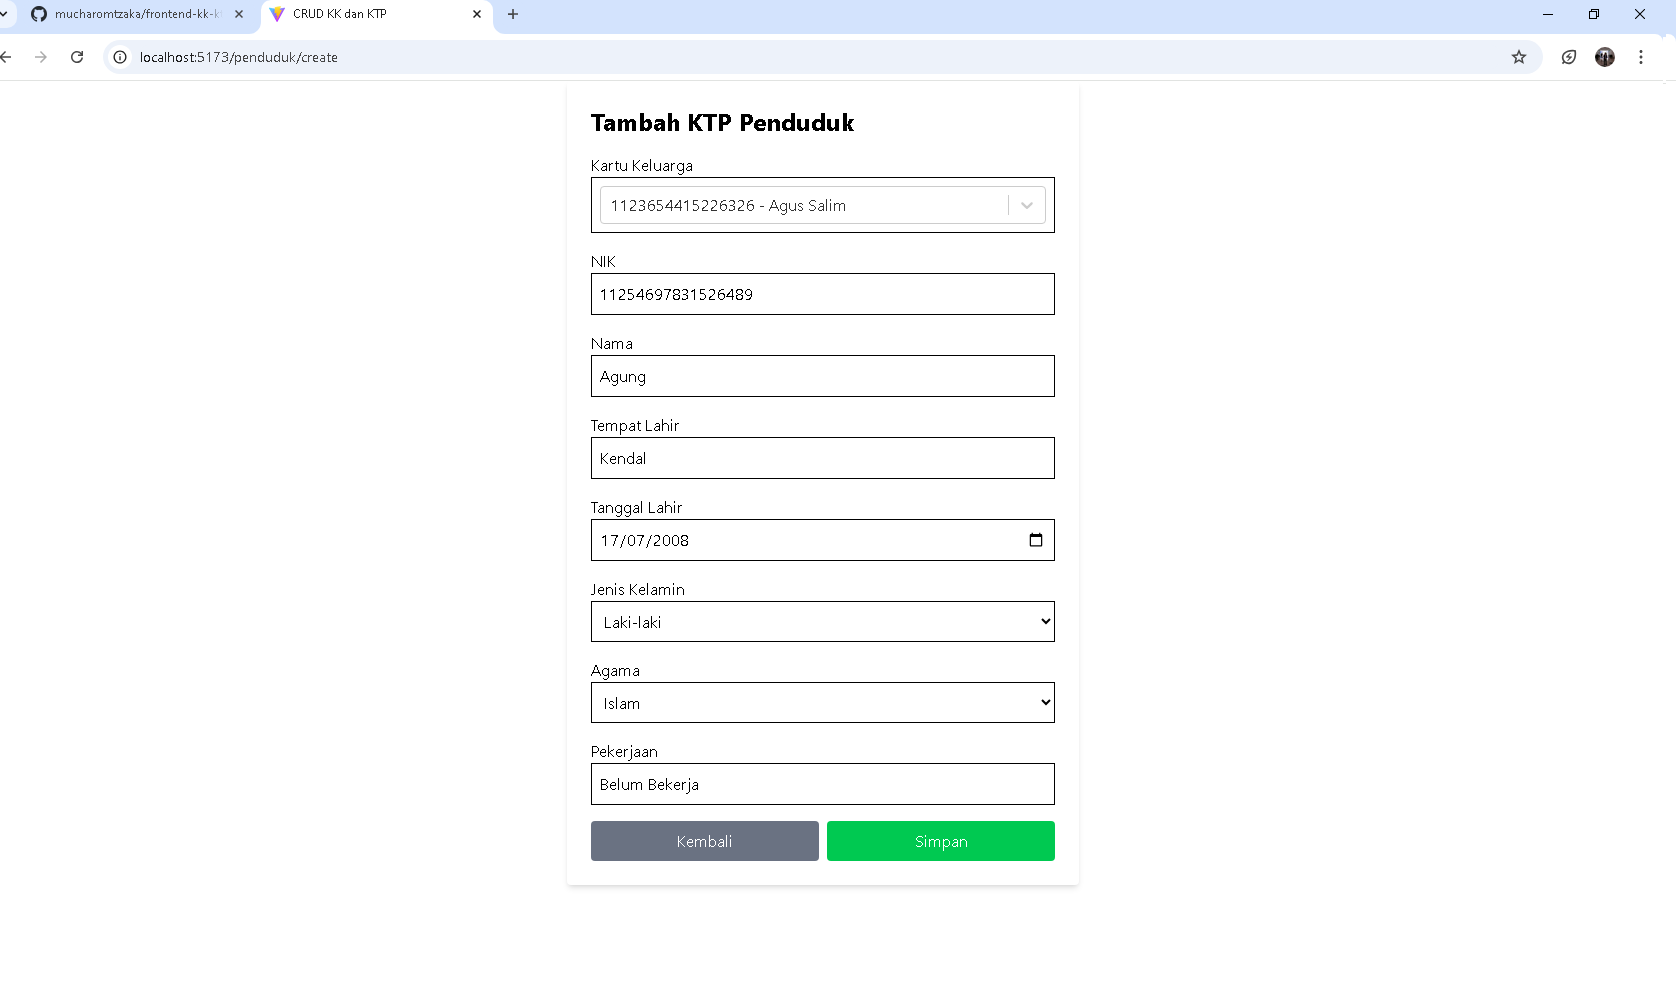 mucharomtzaka/frontend-kk-k
CRUD KK dan KTP
localhost:5173/penduduk/create
Tambah KTP Penduduk
Kartu Keluarga
1123654415226326 - Agus Salim
NIK
11254697831526489
Nama
Agung
Tempat Lahir
Kendal
Tanggal Lahir
17/07/2008
Jenis Kelamin
Laki-laki
Agama
Islam
Pekerjaan
Belum Bekerja
Kembali
Simpan